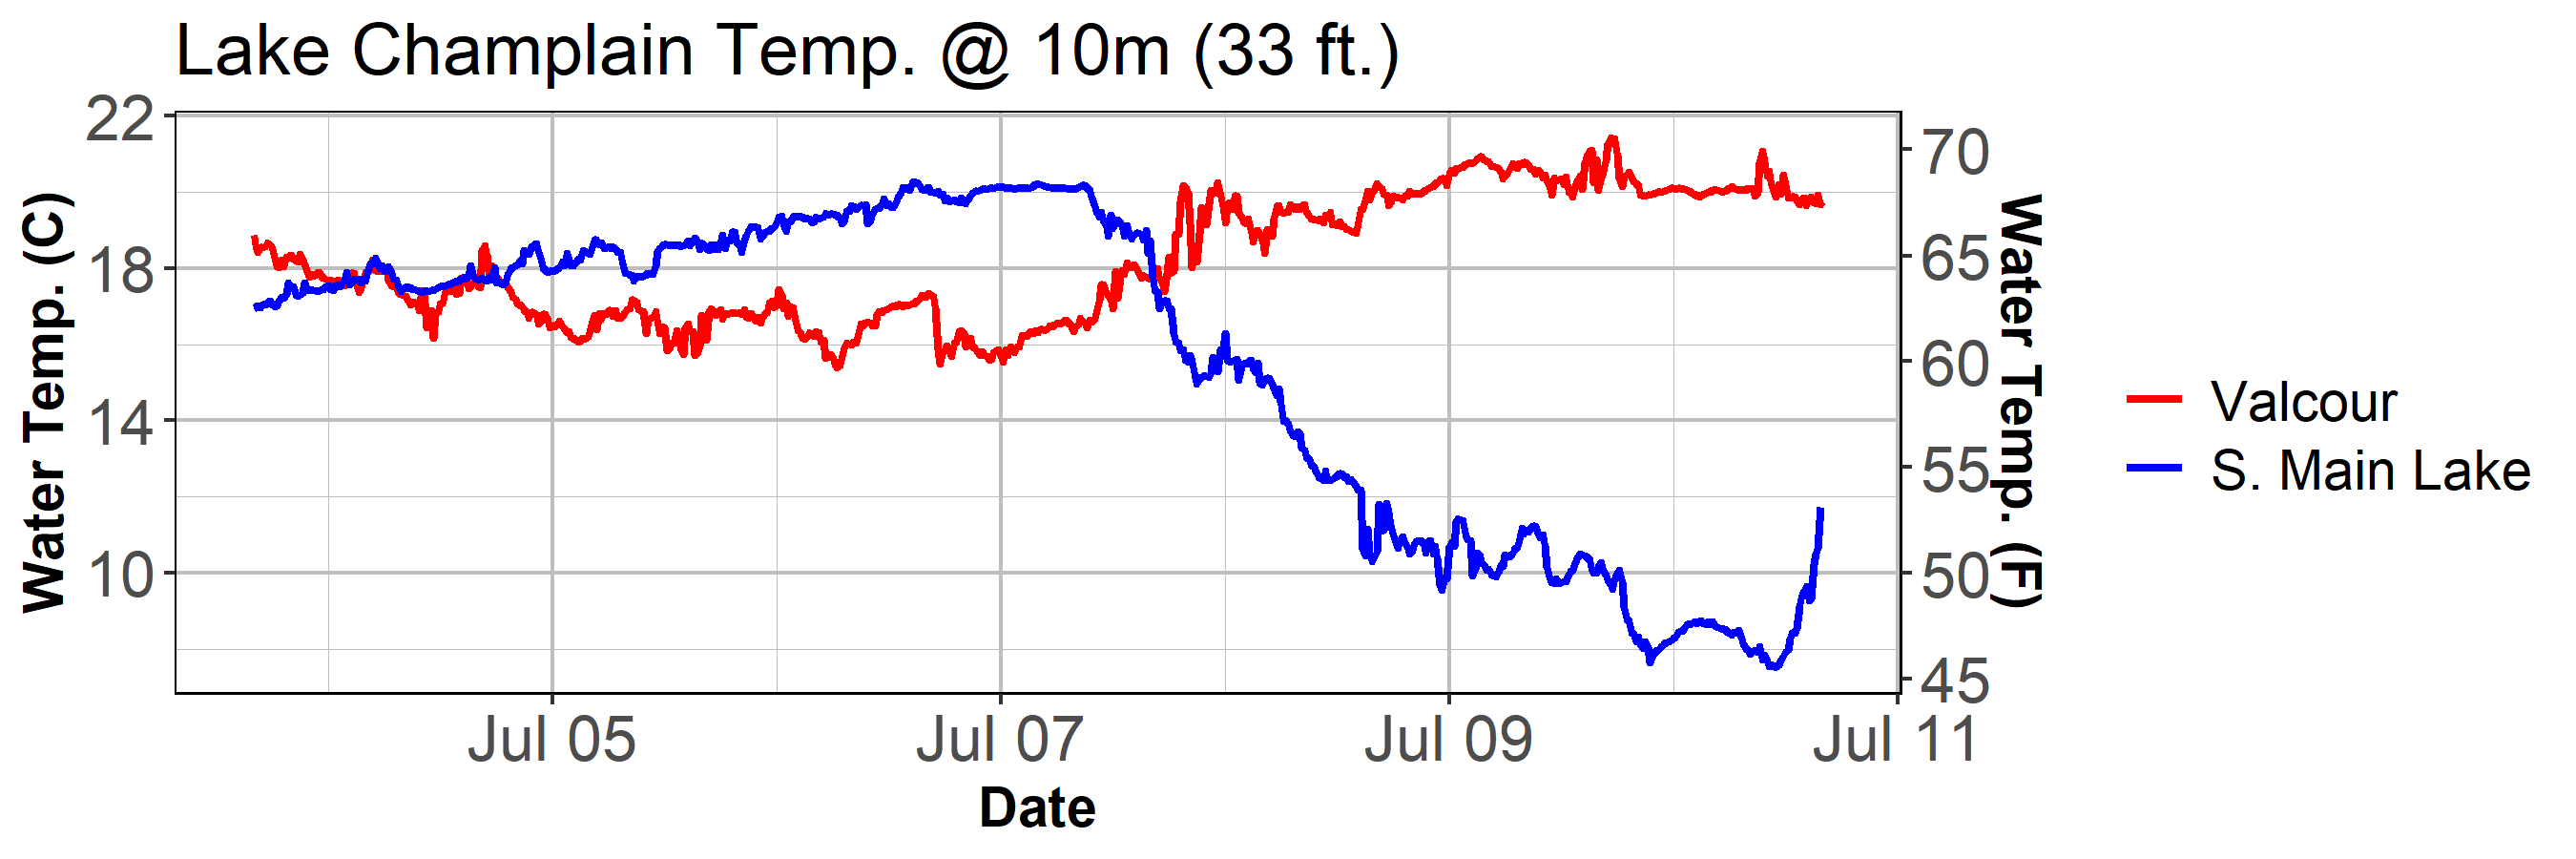 Lake Champlain Temp. @ 10m (33 ft.)
Water Temp. (C)
22
18
14
10
70
65
60
55
50
45
Water Temp. (F)
Jul 05
Jul 07
Jul 09
Jul 11
Date
Valcour
S. Main Lake